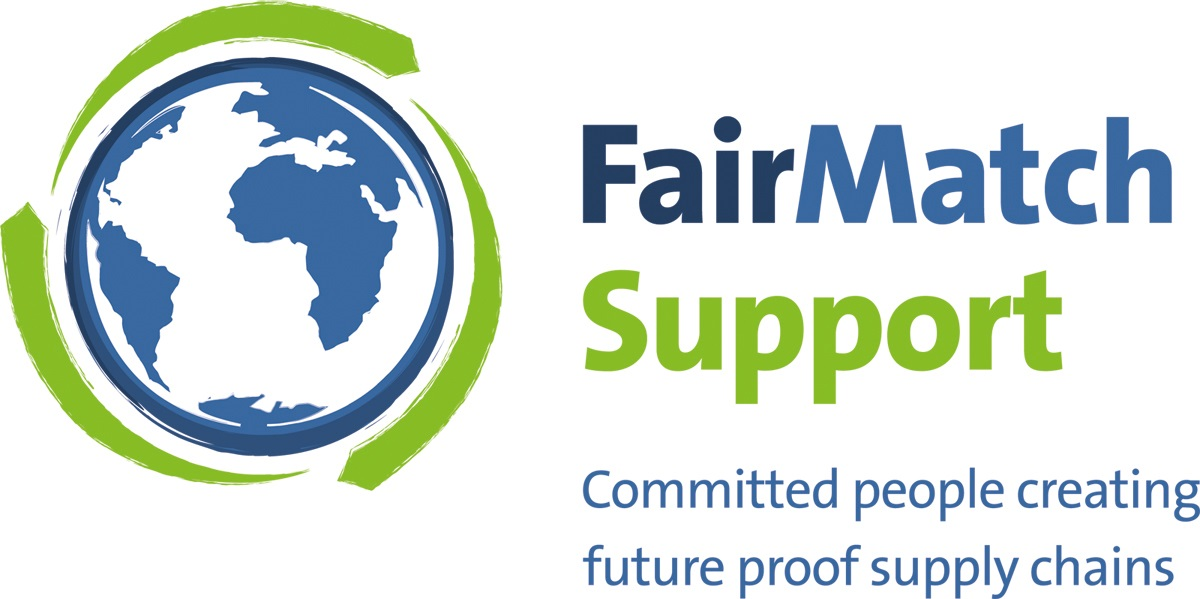 FairMatch
Support
Committed people creating
future proof supply chains